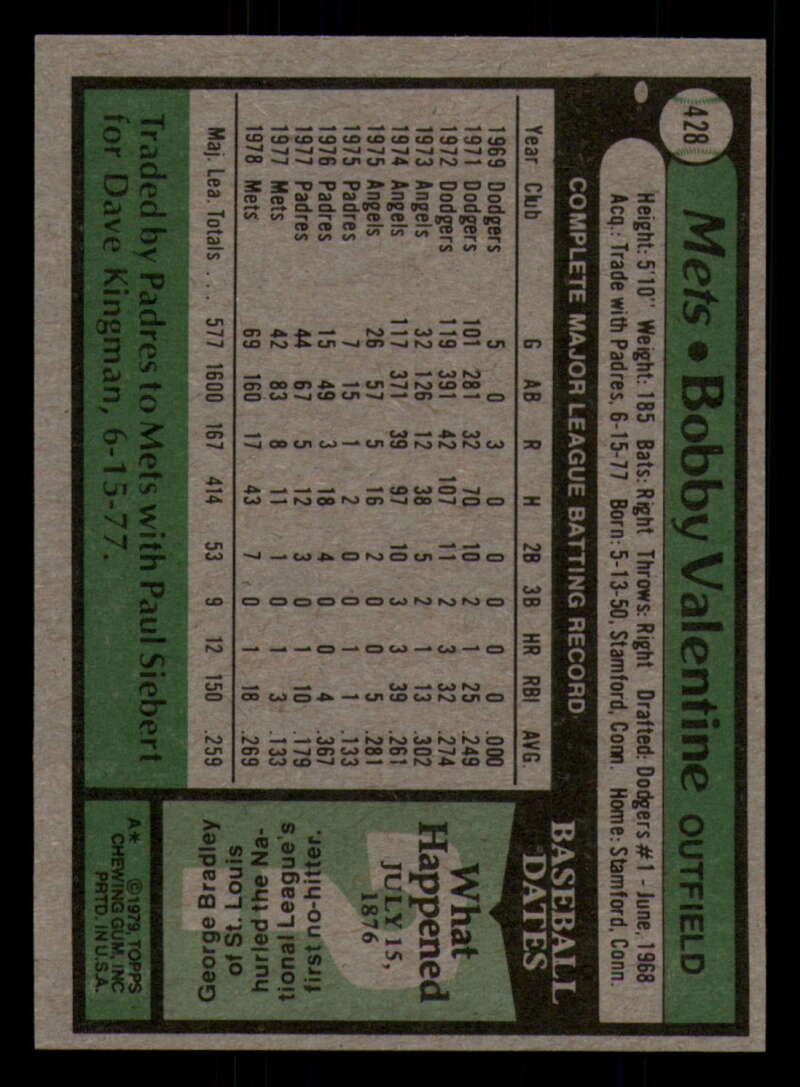 428
Mets • Bobby Valentine OUTFIELD
Height: 5'10" Weight: 185 Bats: Right Throws: Right Drafted: Dodgers #1 - June, 1968
Acq.: Trade with Padres, 6-15-77 Born: 5-13-50, Stamford, Conn. Home: Stamford, Conn.
COMPLETE MAJOR LEAGUE BATTING RECORD
Year Club G AB R H 2B 3B HR RBI AVG.
1969 Dodgers 5 0 3 0 0 0 0 0 .000
1971 Dodgers 101 281 32 70 10 2 1 25 .249
1972 Dodgers 119 391 42 107 11 2 3 32 .274
1973 Angels 32 126 12 38 5 2 1 13 .302
1974 Angels 117 371 39 97 10 3 3 39 .261
1975 Angels 26 57 5 16 2 0 0 5 .281
1975 Padres 7 15 1 2 0 0 1 1 .133
1976 Padres 15 49 3 18 4 0 0 4 .367
1977 Padres 44 67 5 12 3 0 1 10 .179
1977 Mets 42 83 8 11 1 0 1 3 .133
1978 Mets 69 160 17 43 7 0 1 18 .269
Maj. Lea. Totals . . . 577 1600 167 414 53 9 12 150 .259
Traded by Padres to Mets with Paul Siebert
for Dave Kingman, 6-15-77.
BASEBALL
DATES
What
Happened
JULY 15,
1876
George Bradley
of St. Louis
hurled the Na-
tional League's
first no-hitter.
A* ©1979, TOPPS
CHEWING GUM, INC
PRTD. IN U.S.A.